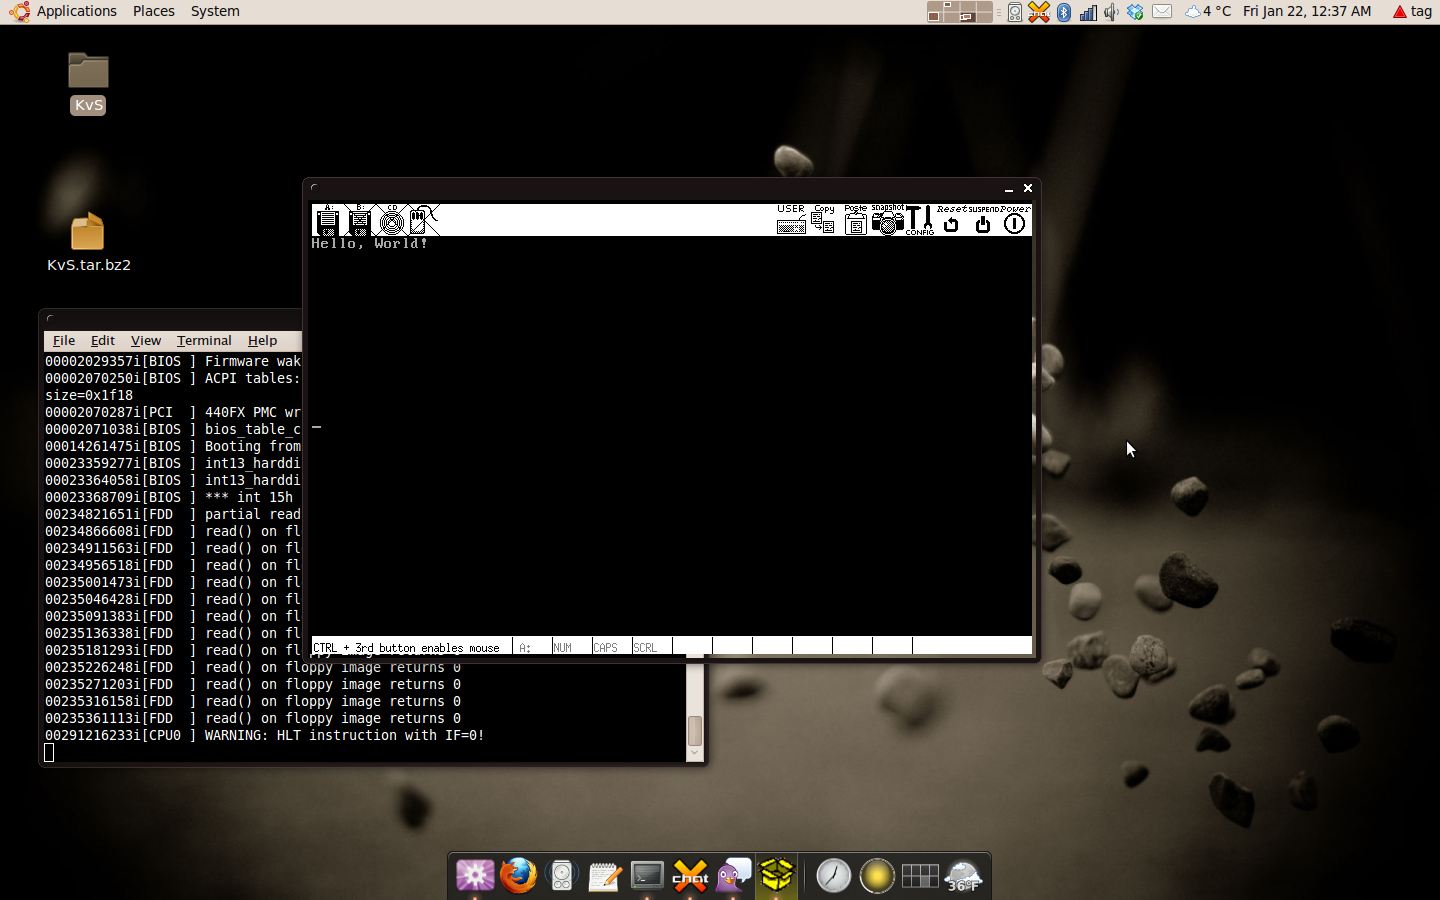 Applications Places System
4 °C Fri Jan 22, 12:37 AM tag
KvS
KvS.tar.bz2
A: B: CD USER Copy Paste snapshot CONFIG Reset SUSPEND Power
Hello, World!
CTRL + 3rd button enables mouse A: NUM CAPS SCRL
File Edit View Terminal Help
00002029357i[BIOS ] Firmware wak
00002070250i[BIOS ] ACPI tables:
size=0x1f18
00002070287i[PCI ] 440FX PMC wr
00002071038i[BIOS ] bios_table_c
00014261475i[BIOS ] Booting from
00023359277i[BIOS ] int13_harddi
00023364058i[BIOS ] int13_harddi
00023368709i[BIOS ] *** int 15h
00234821651i[FDD ] partial read
00234866608i[FDD ] read() on fl
00234911563i[FDD ] read() on fl
00234956518i[FDD ] read() on fl
00235001473i[FDD ] read() on fl
00235046428i[FDD ] read() on fl
00235091383i[FDD ] read() on fl
00235136338i[FDD ] read() on fl
00235181293i[FDD ] read() on floppy image returns 0
00235226248i[FDD ] read() on floppy image returns 0
00235271203i[FDD ] read() on floppy image returns 0
00235316158i[FDD ] read() on floppy image returns 0
00235361113i[FDD ] read() on floppy image returns 0
00291216233i[CPU0 ] WARNING: HLT instruction with IF=0!
chat
36°F